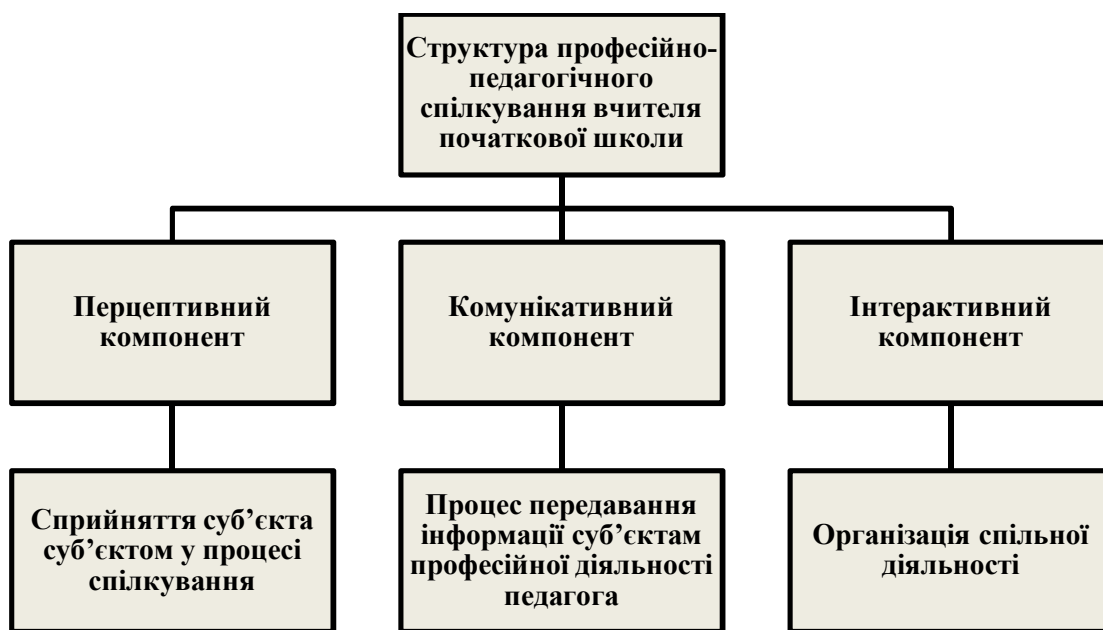 Структура професійно-
педагогічного
спілкування вчителя
початкової школи
Перцептивний
компонент
Комунікативний
компонент
Інтерактивний
компонент
Сприйняття суб’єкта
суб’єктом у процесі
спілкування
Процес передавання
інформації суб’єктам
професійної діяльності
педагога
Організація спільної
діяльності